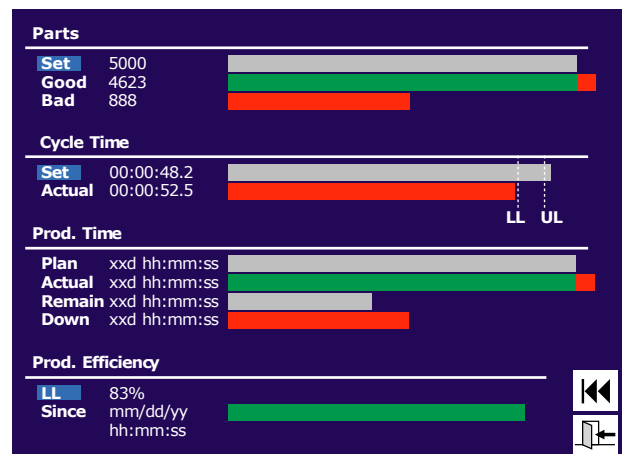 Parts
Set 5000
Good 4623
Bad 888
Cycle Time
Set 00:00:48.2
Actual 00:00:52.5
LL UL
Prod. Time
Plan xxd hh:mm:ss
Actual xxd hh:mm:ss
Remain xxd hh:mm:ss
Down xxd hh:mm:ss
Prod. Efficiency
LL 83%
Since mm/dd/yy
hh:mm:ss